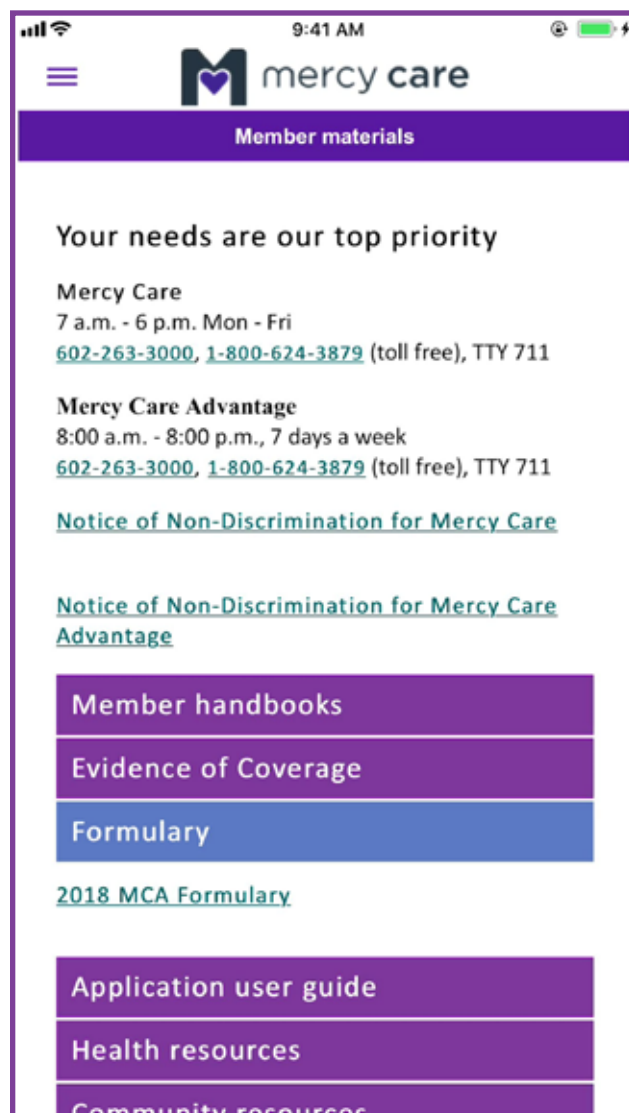 9:41 AM
mercy care
Member materials
Your needs are our top priority
Mercy Care
7 a.m. - 6 p.m. Mon - Fri
602-263-3000, 1-800-624-3879 (toll free), TTY 711
Mercy Care Advantage
8:00 a.m. - 8:00 p.m., 7 days a week
602-263-3000, 1-800-624-3879 (toll free), TTY 711
Notice of Non-Discrimination for Mercy Care
Notice of Non-Discrimination for Mercy Care
Advantage
Member handbooks
Evidence of Coverage
Formulary
2018 MCA Formulary
Application user guide
Health resources
Community resources